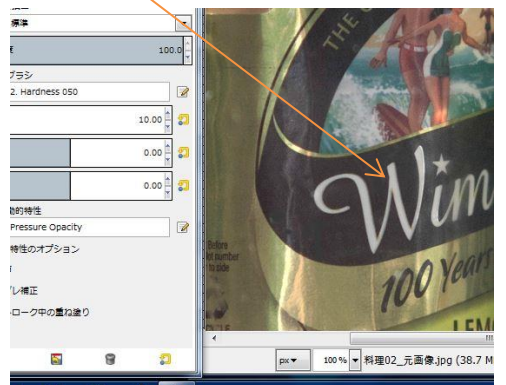 標準
100.0
ブラシ
2. Hardness 050
10.00
0.00
0.00
動的特性
Pressure Opacity
特性のオプション
ブレ補正
ローク中の重ね塗り
THE
Wim
100 Years
LEM
Before
lot number
to side
px
100 %
料理02_元画像.jpg (38.7 M